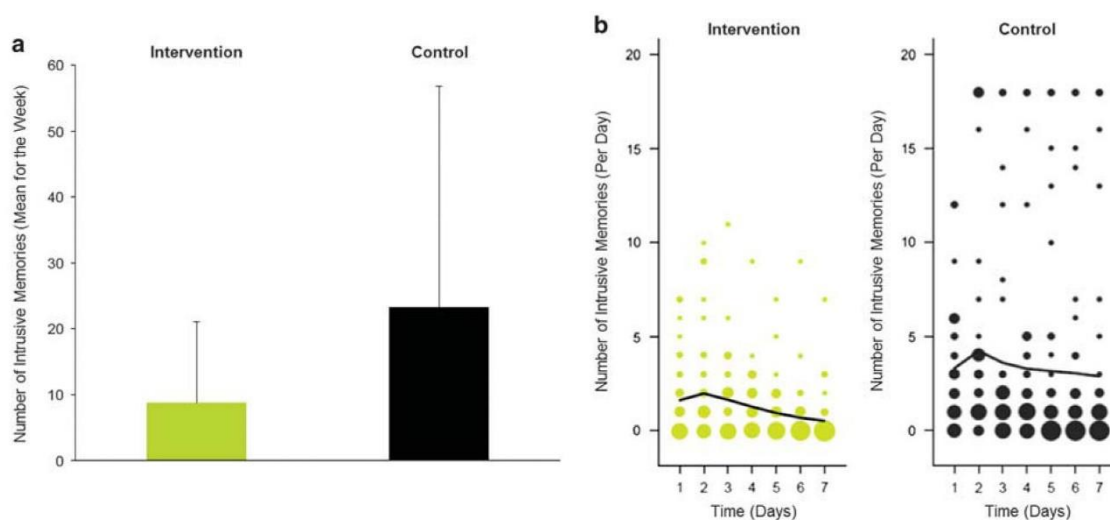 a
Intervention Control
Number of Intrusive Memories (Mean for the Week)
60
50
40
30
20
10
0
b
Intervention
Number of Intrusive Memories (Per Day)
20
15
10
5
0
1 2 3 4 5 6 7
Time (Days)
Control
Number of Intrusive Memories (Per Day)
20
15
10
5
0
1 2 3 4 5 6 7
Time (Days)